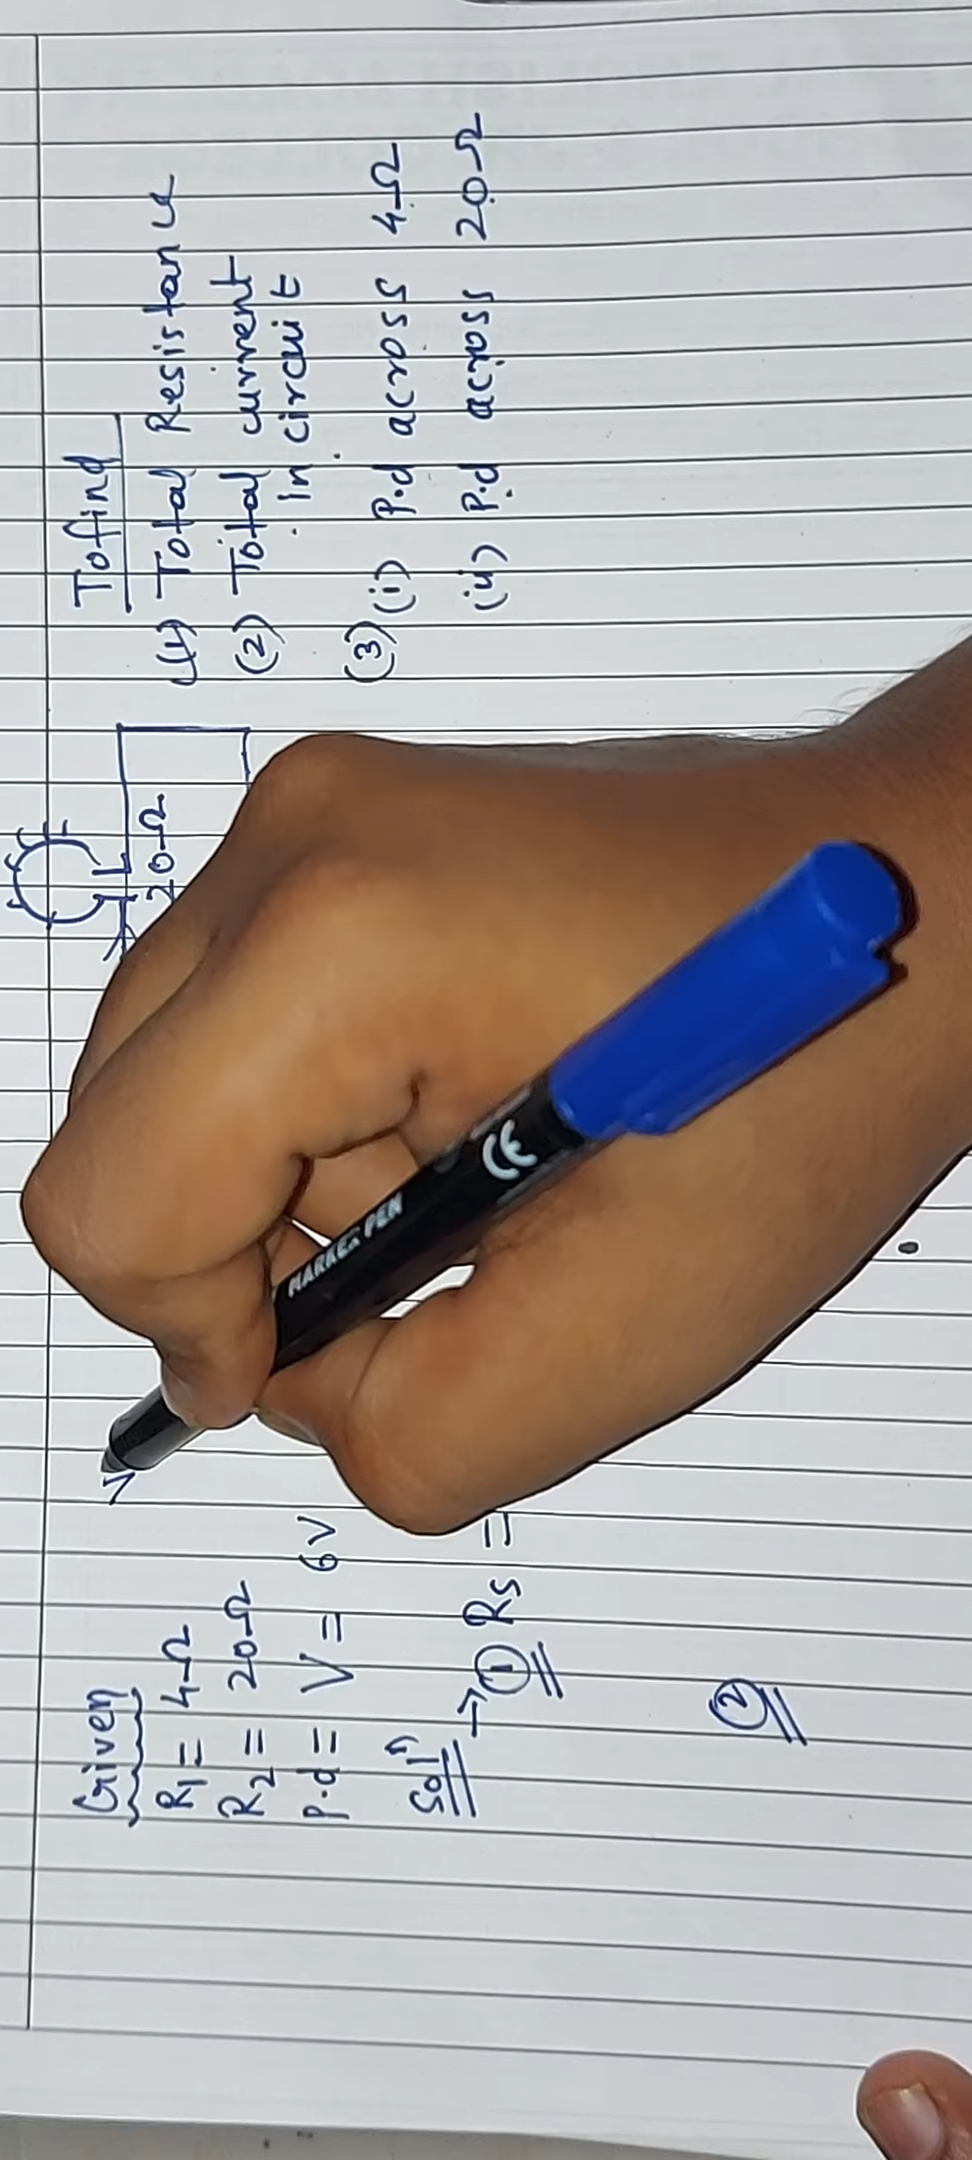 Given
R1 = 4Ω
R2 = 20Ω
P.d = V = 6V
Solⁿ → ① Rs =
②
V
20Ω
To find
(1) Total Resistance
(2) Total current
in circuit
(3) (i) P.d across 4Ω
(ii) P.d across 20Ω
MARKER PEN
CE